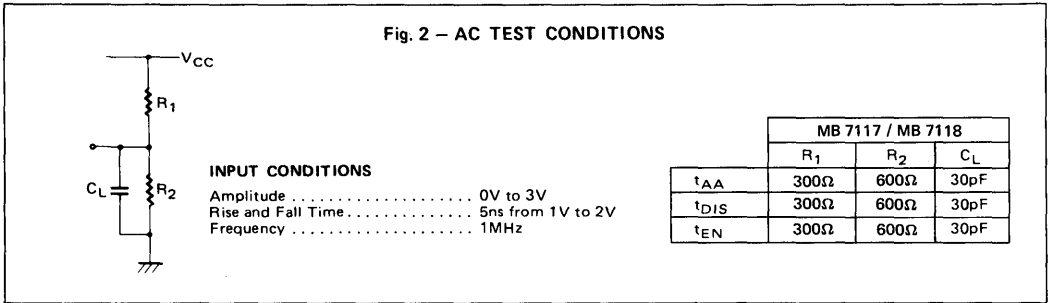 Fig. 2 – AC TEST CONDITIONS
VCC
R1
CL
R2
INPUT CONDITIONS
Amplitude . . . . . . . . . . . . . . . . . . . . . 0V to 3V
Rise and Fall Time . . . . . . . . . . . . . . 5ns from 1V to 2V
Frequency . . . . . . . . . . . . . . . . . . . . . 1MHz
MB 7117 / MB 7118
R1 R2 CL
tAA 300Ω 600Ω 30pF
tDIS 300Ω 600Ω 30pF
tEN 300Ω 600Ω 30pF